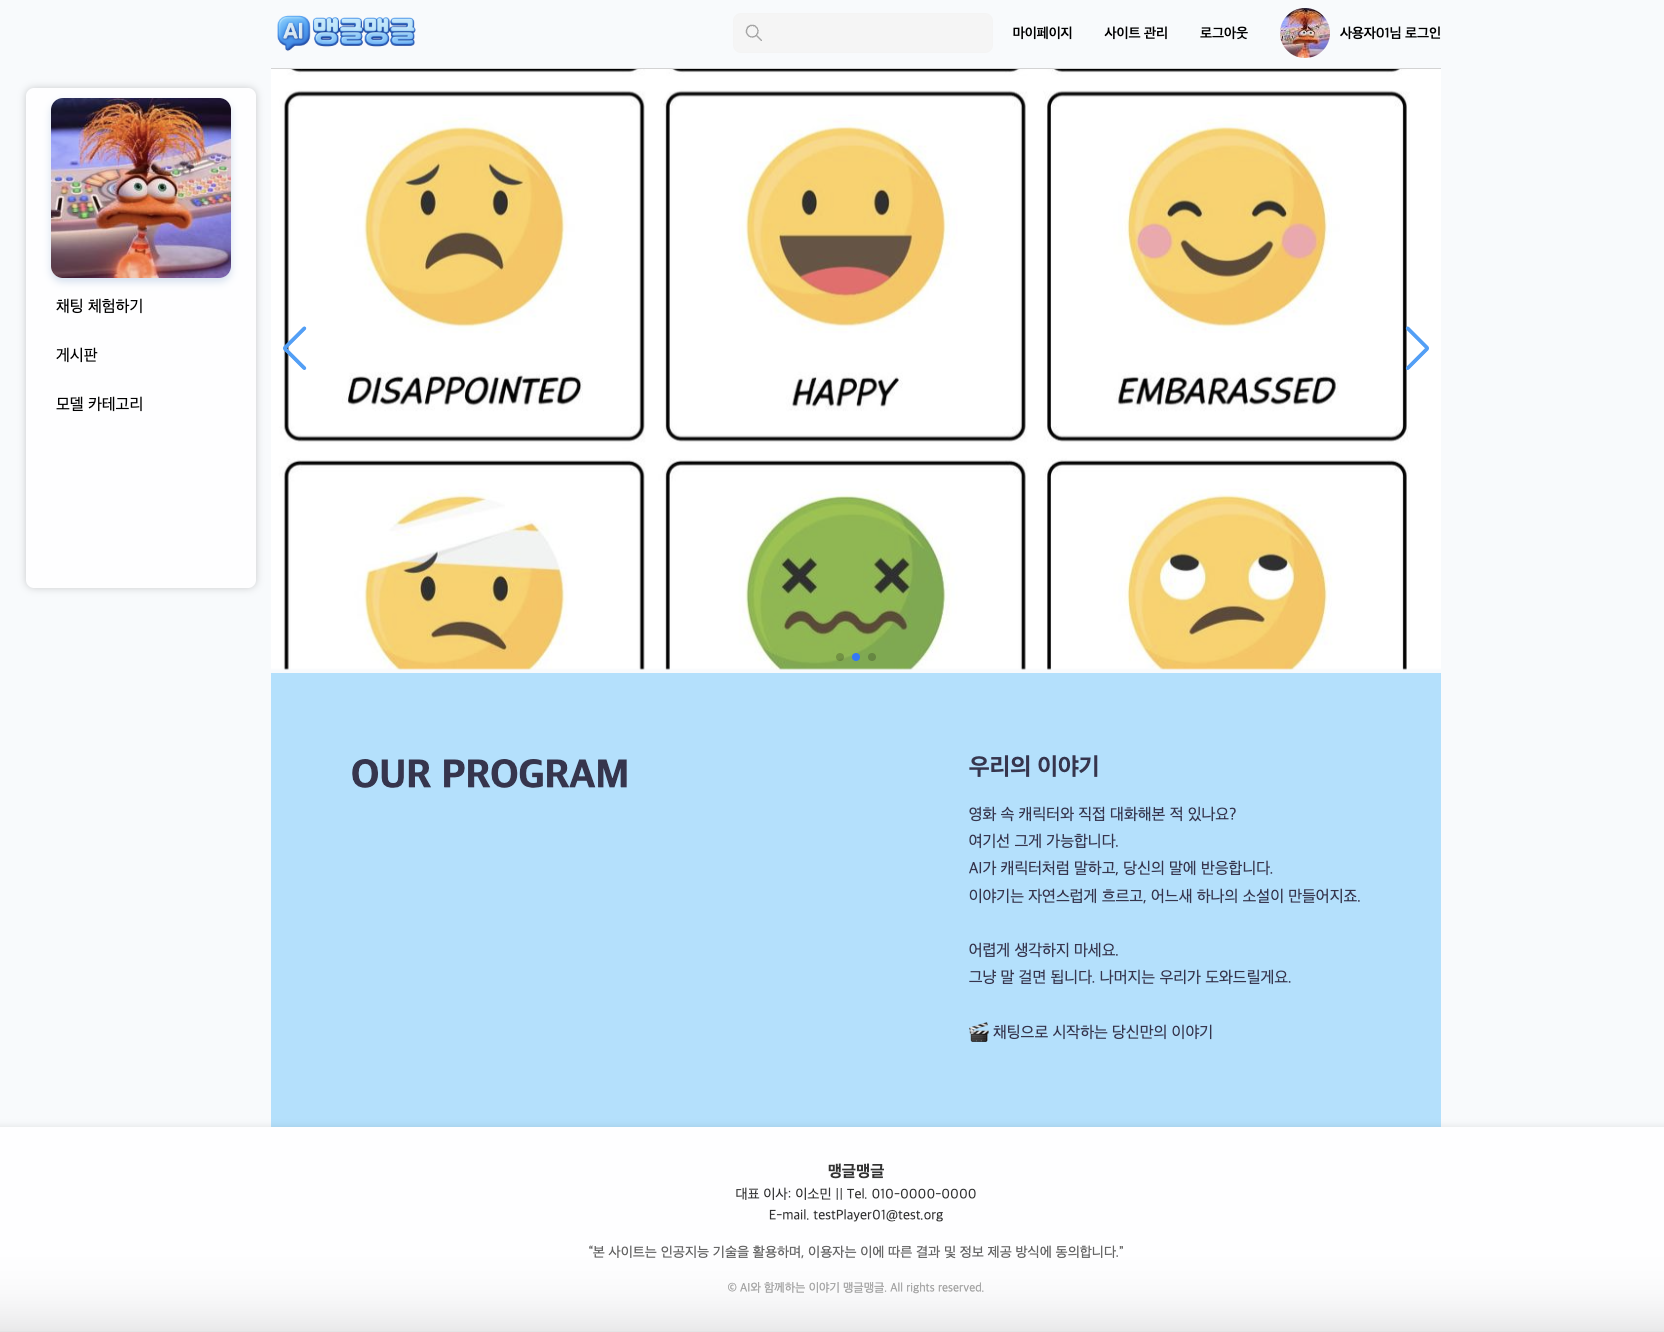 AI 맹글맹글
마이페이지 사이트 관리 로그아웃 사용자01님 로그인
채팅 체험하기
게시판
모델 카테고리
DISAPPOINTED
HAPPY
EMBARASSED
OUR PROGRAM
우리의 이야기
영화 속 캐릭터와 직접 대화해본 적 있나요?
여기선 그게 가능합니다.
AI가 캐릭터처럼 말하고, 당신의 말에 반응합니다.
이야기는 자연스럽게 흐르고, 어느새 하나의 소설이 만들어지죠.
어렵게 생각하지 마세요.
그냥 말 걸면 됩니다. 나머지는 우리가 도와드릴게요.
🎬 채팅으로 시작하는 당신만의 이야기
맹글맹글
대표 이사: 이소민 || Tel. 010-0000-0000
E-mail. testPlayer01@test.org
"본 사이트는 인공지능 기술을 활용하며, 이용자는 이에 따른 결과 및 정보 제공 방식에 동의합니다."
© AI와 함께하는 이야기 맹글맹글. All rights reserved.